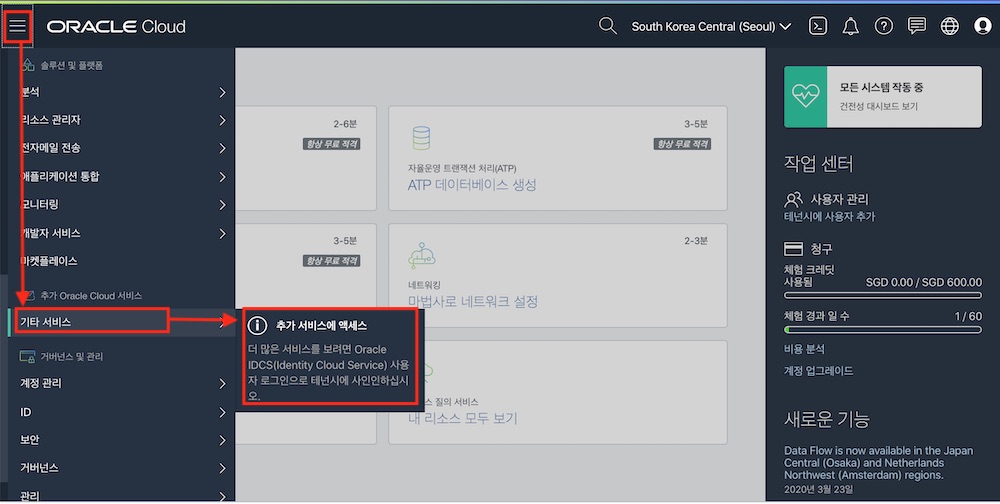 ORACLE Cloud
South Korea Central (Seoul)
솔루션 및 플랫폼
분석
리소스 관리자
전자메일 전송
애플리케이션 통합
모니터링
개발자 서비스
마켓플레이스
추가 Oracle Cloud 서비스
기타 서비스
거버넌스 및 관리
계정 관리
ID
보안
거버넌스
관리
추가 서비스에 액세스
더 많은 서비스를 보려면 Oracle
IDCS(Identity Cloud Service) 사용
자 로그인으로 테넌시에 사인인하십시
오.
2-6분
항상 무료 적격
3-5분
항상 무료 적격
자율운영 트랜잭션 처리(ATP)
ATP 데이터베이스 생성
3-5분
항상 무료 적격
2-3분
네트워킹
마법사로 네트워크 설정
스 질의 서비스
내 리소스 모두 보기
모든 시스템 작동 중
건전성 대시보드 보기
작업 센터
사용자 관리
테넌시에 사용자 추가
청구
체험 크레딧
사용됨
SGD 0.00 / SGD 600.00
체험 경과 일 수
1 / 60
비용 분석
계정 업그레이드
새로운 기능
Data Flow is now available in the Japan
Central (Osaka) and Netherlands
Northwest (Amsterdam) regions.
2020년 3월 23일